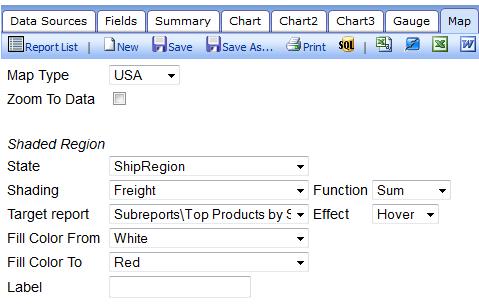 Data Sources Fields Summary Chart Chart2 Chart3 Gauge Map
Report List New Save Save As... Print SQL
Map Type USA
Zoom To Data
Shaded Region
State ShipRegion
Shading Freight Function Sum
Target report Subreports\Top Products by S Effect Hover
Fill Color From White
Fill Color To Red
Label